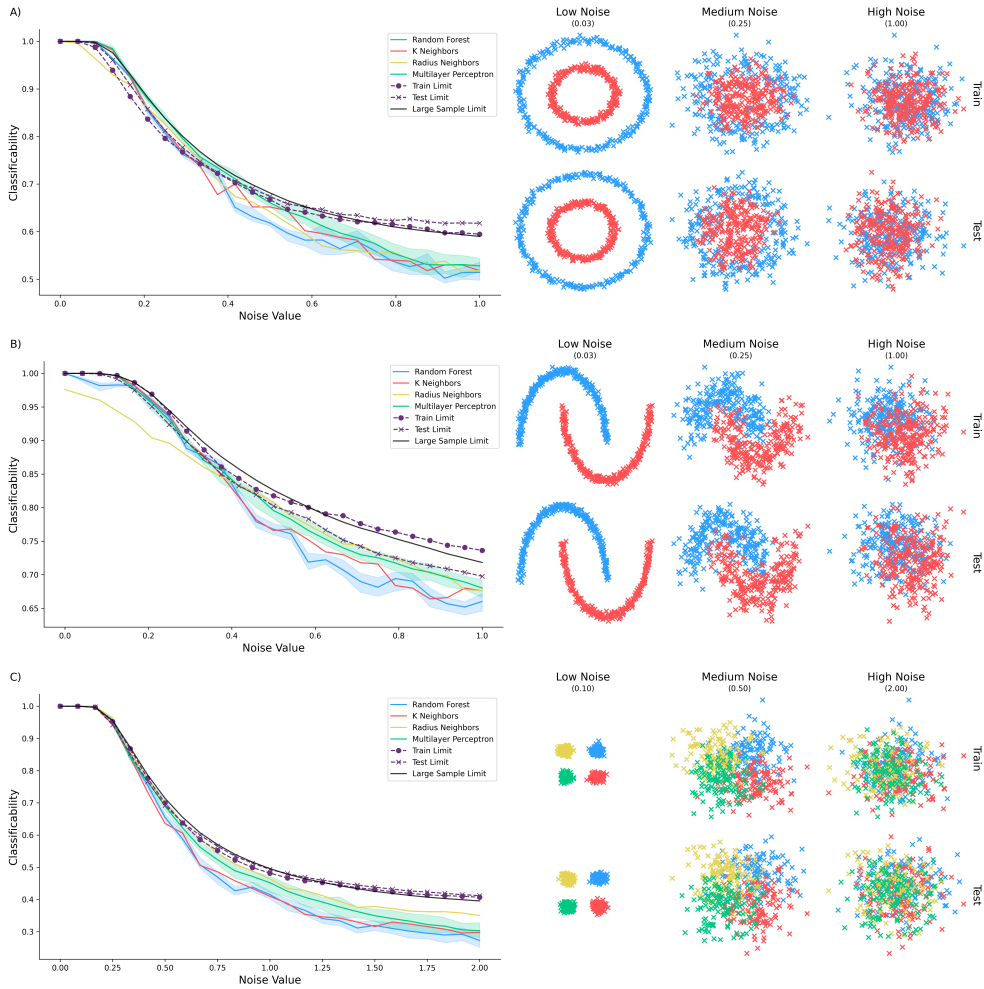 A)
Classificability
1.0
0.9
0.8
0.7
0.6
0.5
0.0 0.2 0.4 0.6 0.8 1.0
Noise Value
Random Forest
K Neighbors
Radius Neighbors
Multilayer Perceptron
Train Limit
Test Limit
Large Sample Limit
Low Noise
(0.03)
Medium Noise
(0.25)
High Noise
(1.00)
Train
Test
B)
Classificability
1.00
0.95
0.90
0.85
0.80
0.75
0.70
0.65
0.0 0.2 0.4 0.6 0.8 1.0
Noise Value
Random Forest
K Neighbors
Radius Neighbors
Multilayer Perceptron
Train Limit
Test Limit
Large Sample Limit
Low Noise
(0.03)
Medium Noise
(0.25)
High Noise
(1.00)
Train
Test
C)
Classificability
1.0
0.9
0.8
0.7
0.6
0.5
0.4
0.3
0.00 0.25 0.50 0.75 1.00 1.25 1.50 1.75 2.00
Noise Value
Random Forest
K Neighbors
Radius Neighbors
Multilayer Perceptron
Train Limit
Test Limit
Large Sample Limit
Low Noise
(0.10)
Medium Noise
(0.50)
High Noise
(2.00)
Train
Test